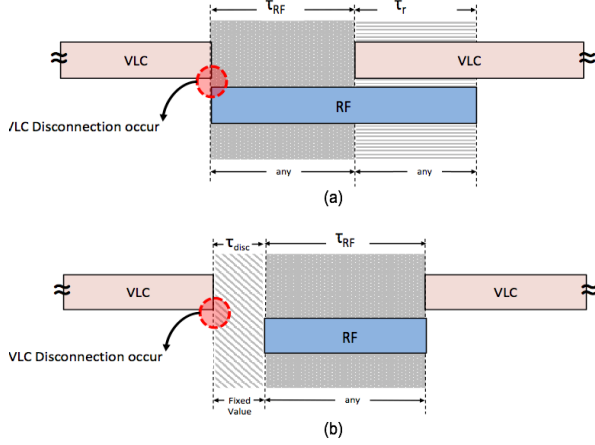 τRF τr
VLC VLC
RF
VLC Disconnection occur
any any
(a)
τdisc τRF
VLC VLC
RF
VLC Disconnection occur
Fixed any
Value
(b)